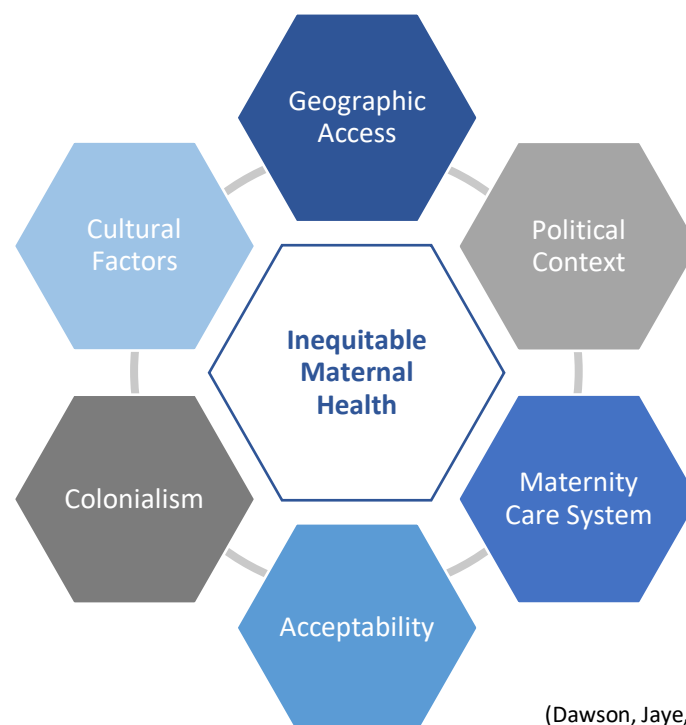 Geographic
Access
Cultural
Factors
Political
Context
Inequitable
Maternal
Health
Colonialism
Maternity
Care System
Acceptability
(Dawson, Jaye,